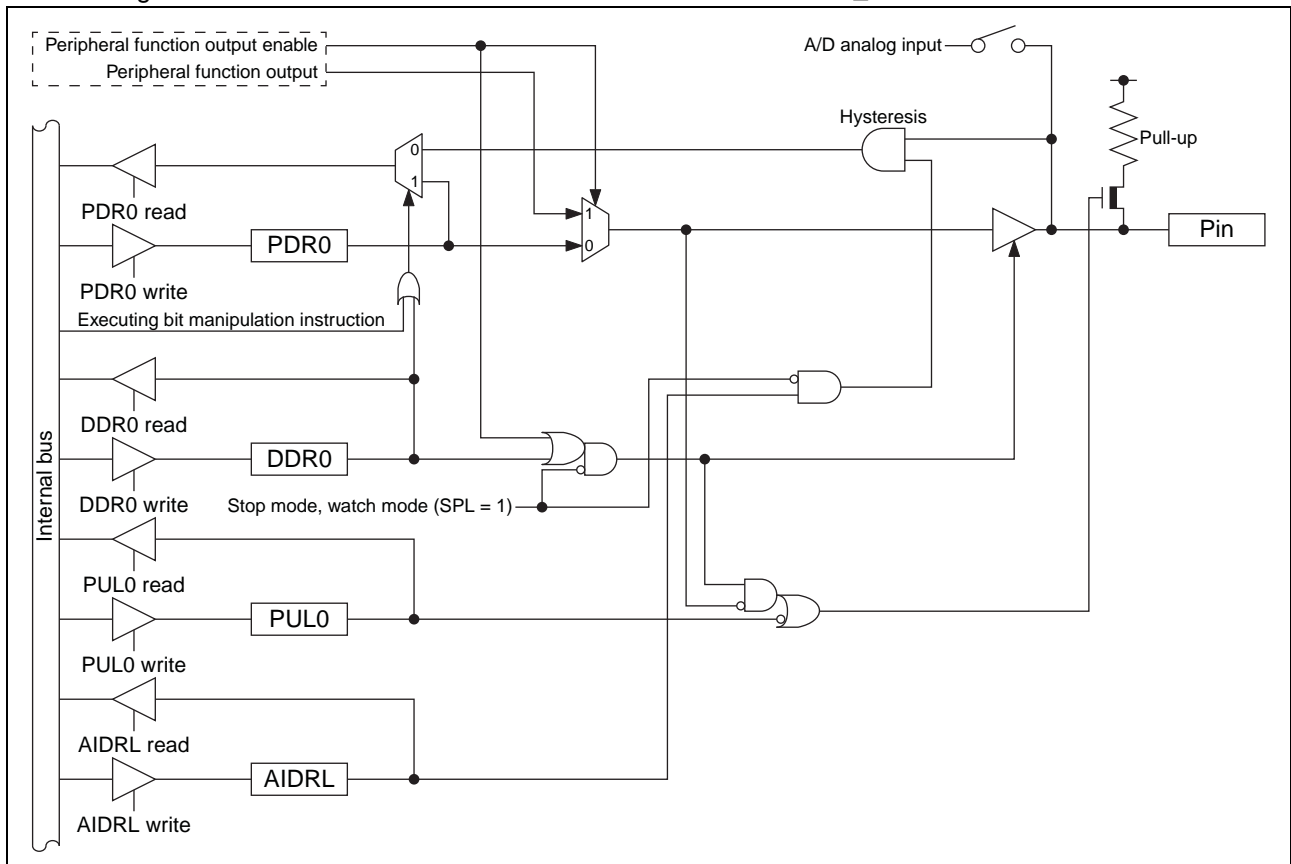 Peripheral function output enable
Peripheral function output
A/D analog input
Hysteresis
Pull-up
0
1
PDR0 read
1
PDR0
0
Pin
PDR0 write
Executing bit manipulation instruction
DDR0 read
DDR0
DDR0 write
Stop mode, watch mode (SPL = 1)
Internal bus
PUL0 read
PUL0
PUL0 write
AIDRL read
AIDRL
AIDRL write